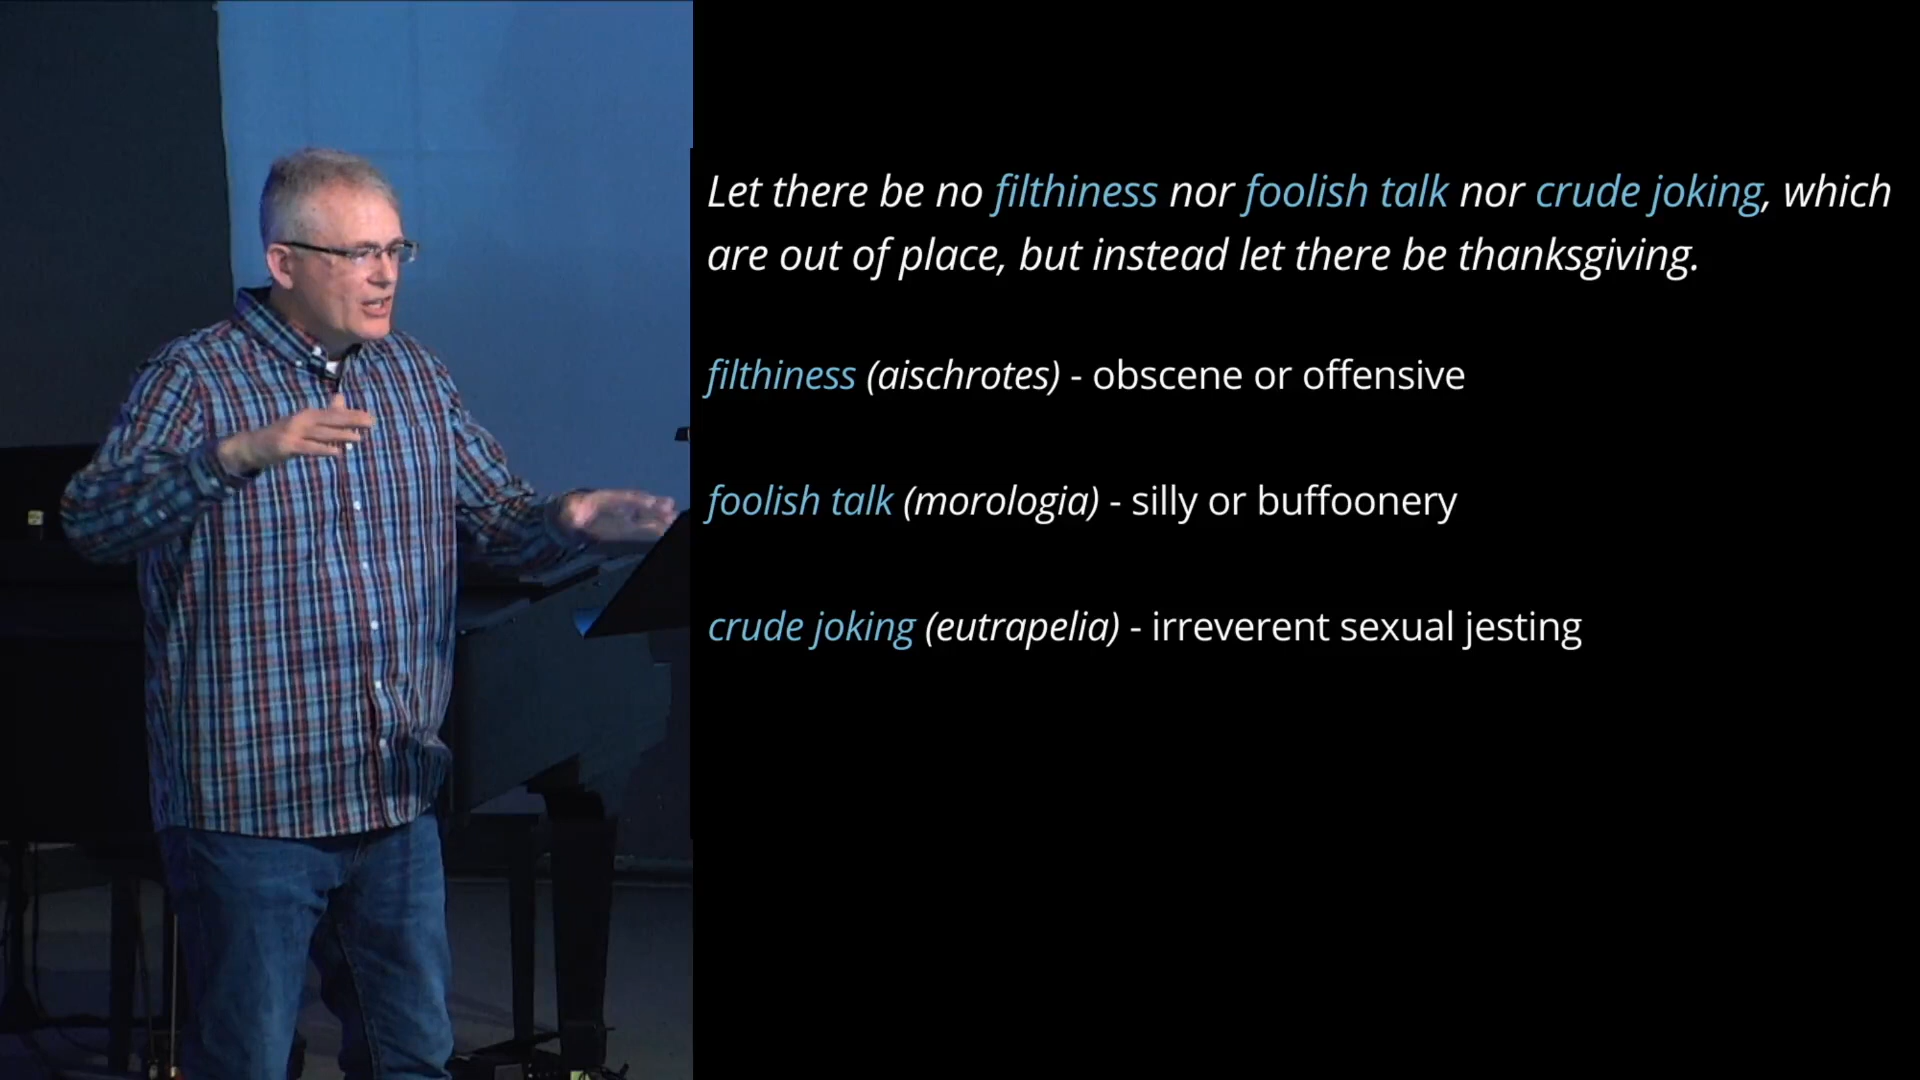 Let there be no filthiness nor foolish talk nor crude joking, which
are out of place, but instead let there be thanksgiving.
filthiness (aischrotes) - obscene or offensive
foolish talk (morologia) - silly or buffoonery
crude joking (eutrapelia) - irreverent sexual jesting